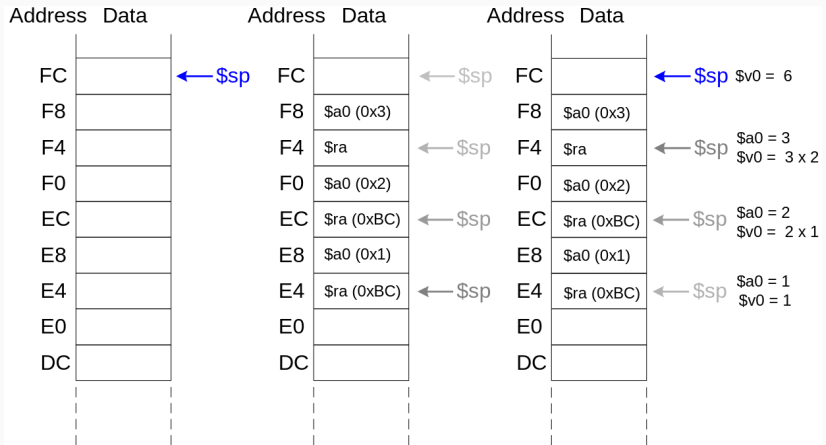 Address Data Address Data Address Data
FC $sp FC $sp FC $sp $v0 = 6
F8 F8 $a0 (0x3) F8 $a0 (0x3)
F4 F4 $ra $sp F4 $ra $sp $a0 = 3
$v0 = 3 x 2
F0 F0 $a0 (0x2) F0 $a0 (0x2)
EC EC $ra (0xBC) $sp EC $ra (0xBC) $sp $a0 = 2
$v0 = 2 x 1
E8 E8 $a0 (0x1) E8 $a0 (0x1)
E4 E4 $ra (0xBC) $sp E4 $ra (0xBC) $sp $a0 = 1
$v0 = 1
E0 E0 E0
DC DC DC